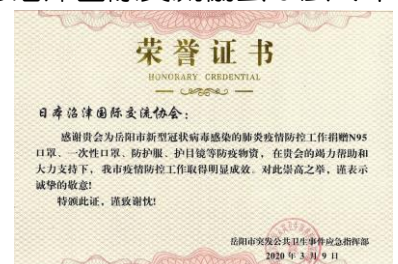 荣誉证书
HONORARY CREDENTIAL
日本沼津国际交流协会：
感谢贵会为岳阳市新型冠状病毒感染的肺炎疫情防控工作捐赠N95
口罩、一次性口罩、防护服、护目镜等防疫物资，在贵会的竭力帮助和
大力支持下，我市疫情防控工作取得明显成效。对此崇高之举，谨表示
诚挚的敬意!
特颁此证，谨致谢忱!
岳阳市突发公共卫生事件应急指挥部
2020 年 3 月 9 日